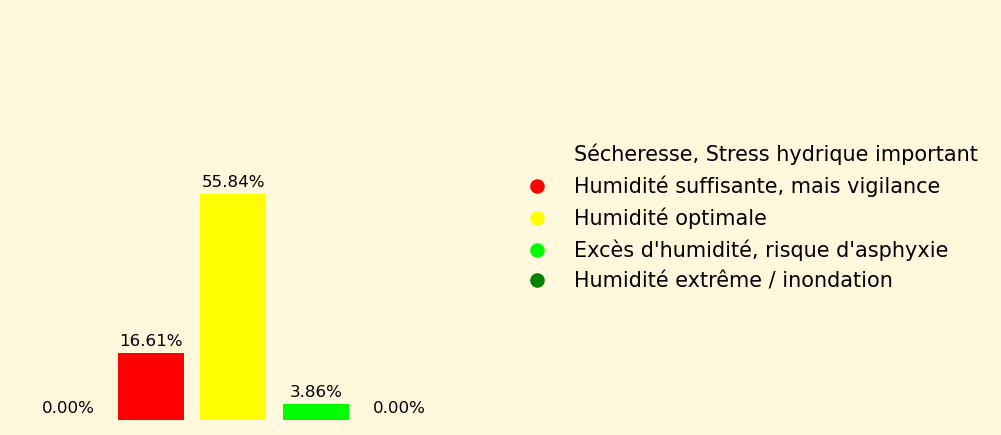 55.84%
16.61%
3.86%
0.00%
0.00%
Sécheresse, Stress hydrique important
Humidité suffisante, mais vigilance
Humidité optimale
Excès d'humidité, risque d'asphyxie
Humidité extrême / inondation